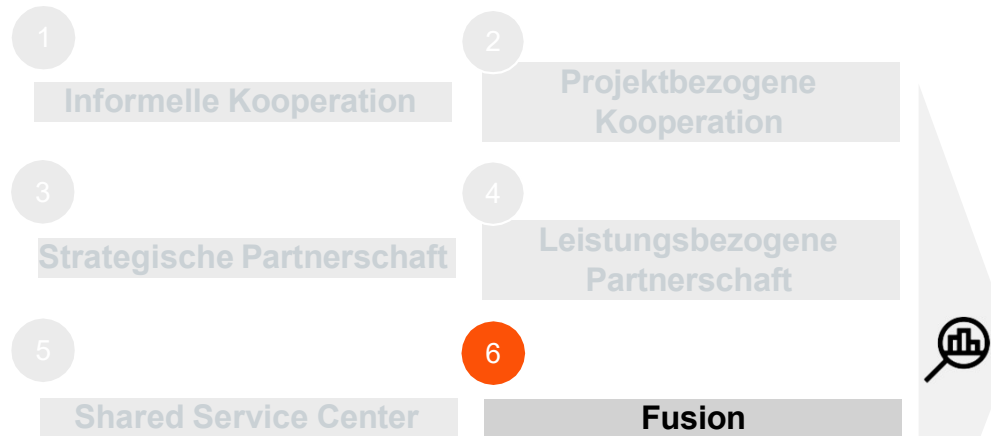 1
Informelle Kooperation
2
Projektbezogene
Kooperation
3
Strategische Partnerschaft
4
Leistungsbezogene
Partnerschaft
5
Shared Service Center
6
Fusion